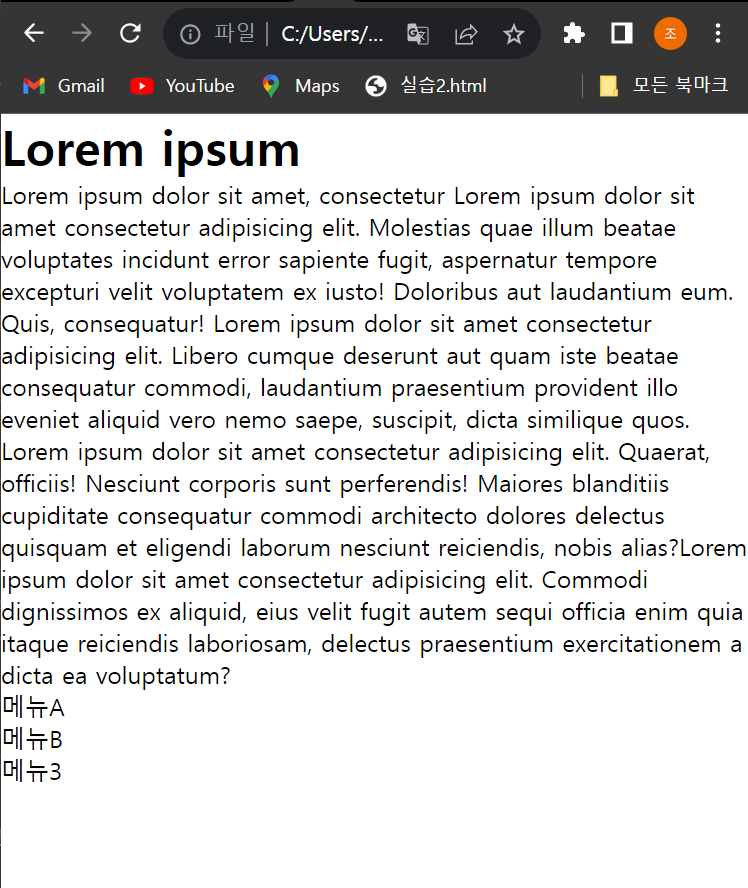 파일 C:/Users/... 조
Gmail YouTube Maps 실습2.html 모든 북마크
Lorem ipsum
Lorem ipsum dolor sit amet, consectetur Lorem ipsum dolor sit
amet consectetur adipisicing elit. Molestias quae illum beatae
voluptates incidunt error sapiente fugit, aspernatur tempore
excepturi velit voluptatem ex iusto! Doloribus aut laudantium eum.
Quis, consequatur! Lorem ipsum dolor sit amet consectetur
adipisicing elit. Libero cumque deserunt aut quam iste beatae
consequatur commodi, laudantium praesentium provident illo
eveniet aliquid vero nemo saepe, suscipit, dicta similique quos.
Lorem ipsum dolor sit amet consectetur adipisicing elit. Quaerat,
officiis! Nesciunt corporis sunt perferendis! Maiores blanditiis
cupiditate consequatur commodi architecto dolores delectus
quisquam et eligendi laborum nesciunt reiciendis, nobis alias?Lorem
ipsum dolor sit amet consectetur adipisicing elit. Commodi
dignissimos ex aliquid, eius velit fugit autem sequi officia enim quia
itaque reiciendis laboriosam, delectus praesentium exercitationem a
dicta ea voluptatum?
메뉴A
메뉴B
메뉴3